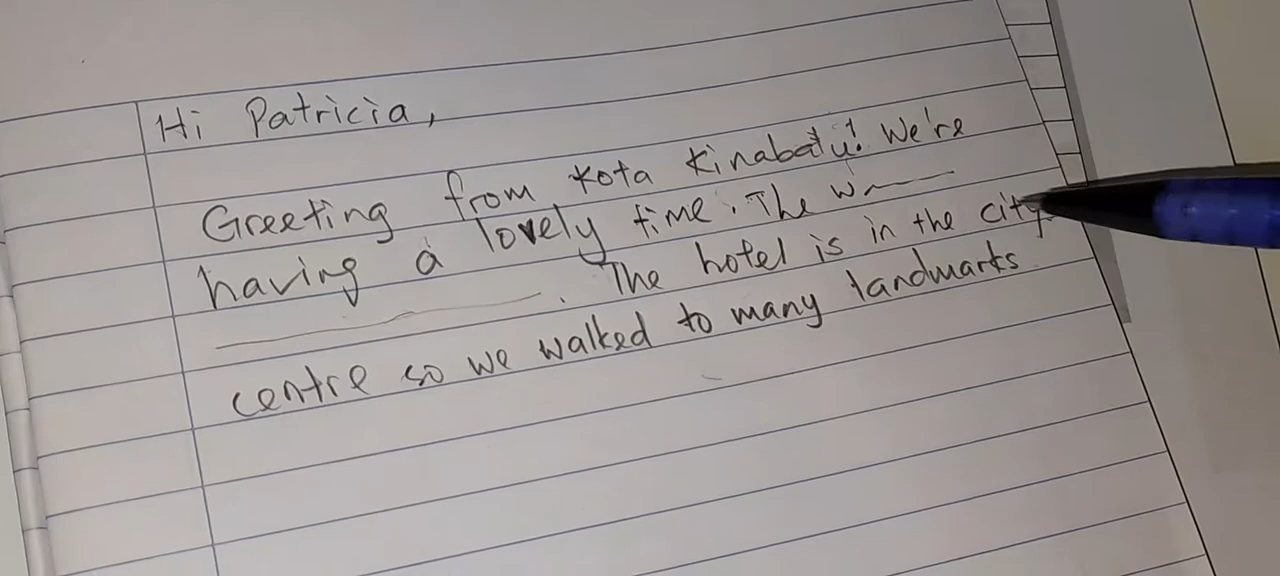 Hi Patricia,
Greeting from Kota Kinabalu! We're
having a lovely time. The w
. The hotel is in the city
centre so we walked to many landmarks